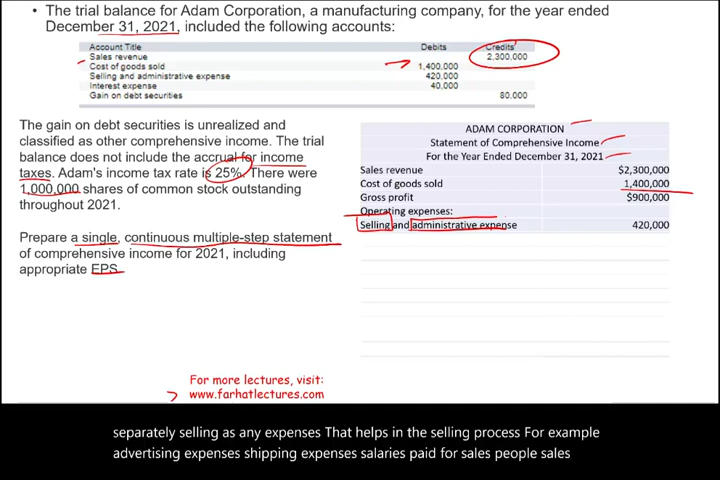 • The trial balance for Adam Corporation, a manufacturing company, for the year ended
December 31, 2021, included the following accounts:
Account Title Debits Credits
Sales revenue 2,300,000
Cost of goods sold 1,400,000
Selling and administrative expense 420,000
Interest expense 40,000
Gain on debt securities 80,000
The gain on debt securities is unrealized and
classified as other comprehensive income. The trial
balance does not include the accrual for income
taxes. Adam's income tax rate is 25%. There were
1,000,000 shares of common stock outstanding
throughout 2021.
Prepare a single, continuous multiple-step statement
of comprehensive income for 2021, including
appropriate EPS.
ADAM CORPORATION
Statement of Comprehensive Income
For the Year Ended December 31, 2021
Sales revenue $2,300,000
Cost of goods sold 1,400,000
Gross profit $900,000
Operating expenses:
Selling and administrative expense 420,000
For more lectures, visit:
www.farhatlectures.com
separately selling as any expenses That helps in the selling process For example
advertising expenses shipping expenses salaries paid for sales people sales